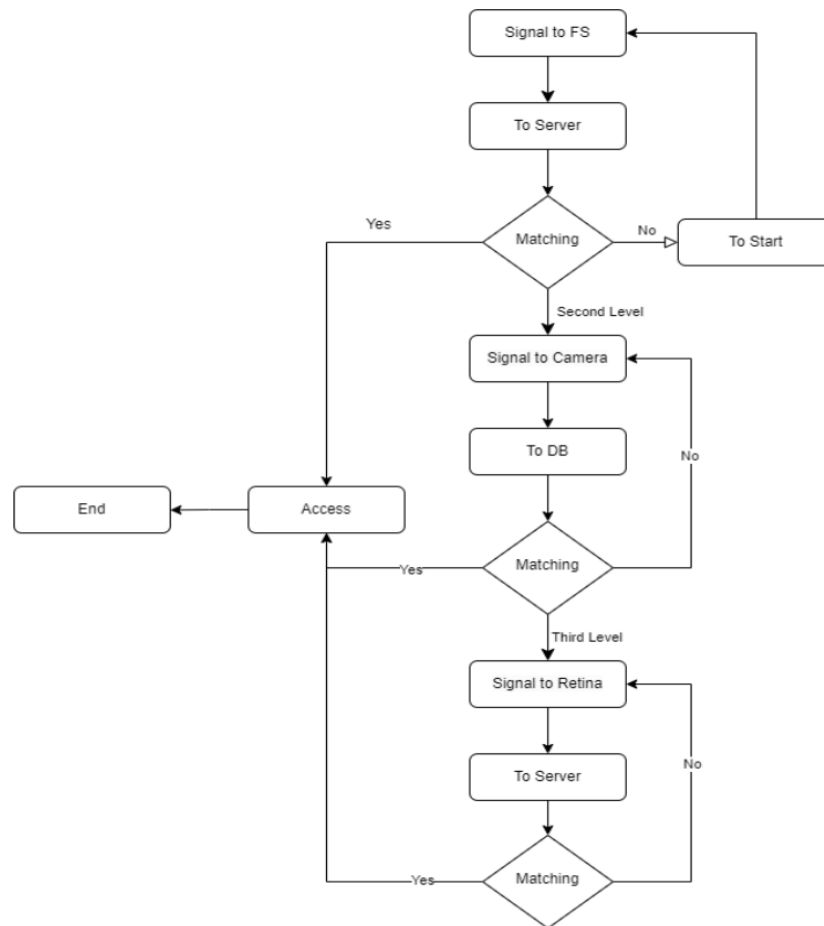 Signal to FS
To Server
Yes
Matching
No
To Start
Second Level
Signal to Camera
To DB
No
End
Access
Yes
Matching
Third Level
Signal to Retina
To Server
No
Yes
Matching